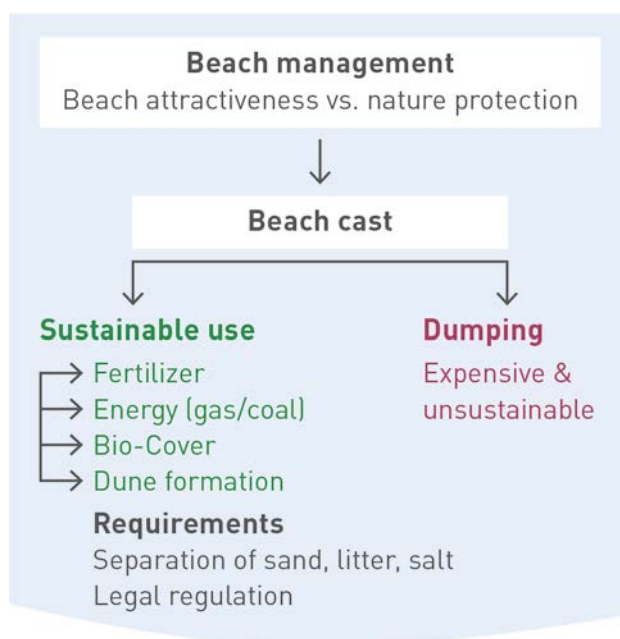 Beach management
Beach attractiveness vs. nature protection
Beach cast
Sustainable use
Fertilizer
Energy (gas/coal)
Bio-Cover
Dune formation
Requirements
Separation of sand, litter, salt
Legal regulation
Dumping
Expensive &
unsustainable